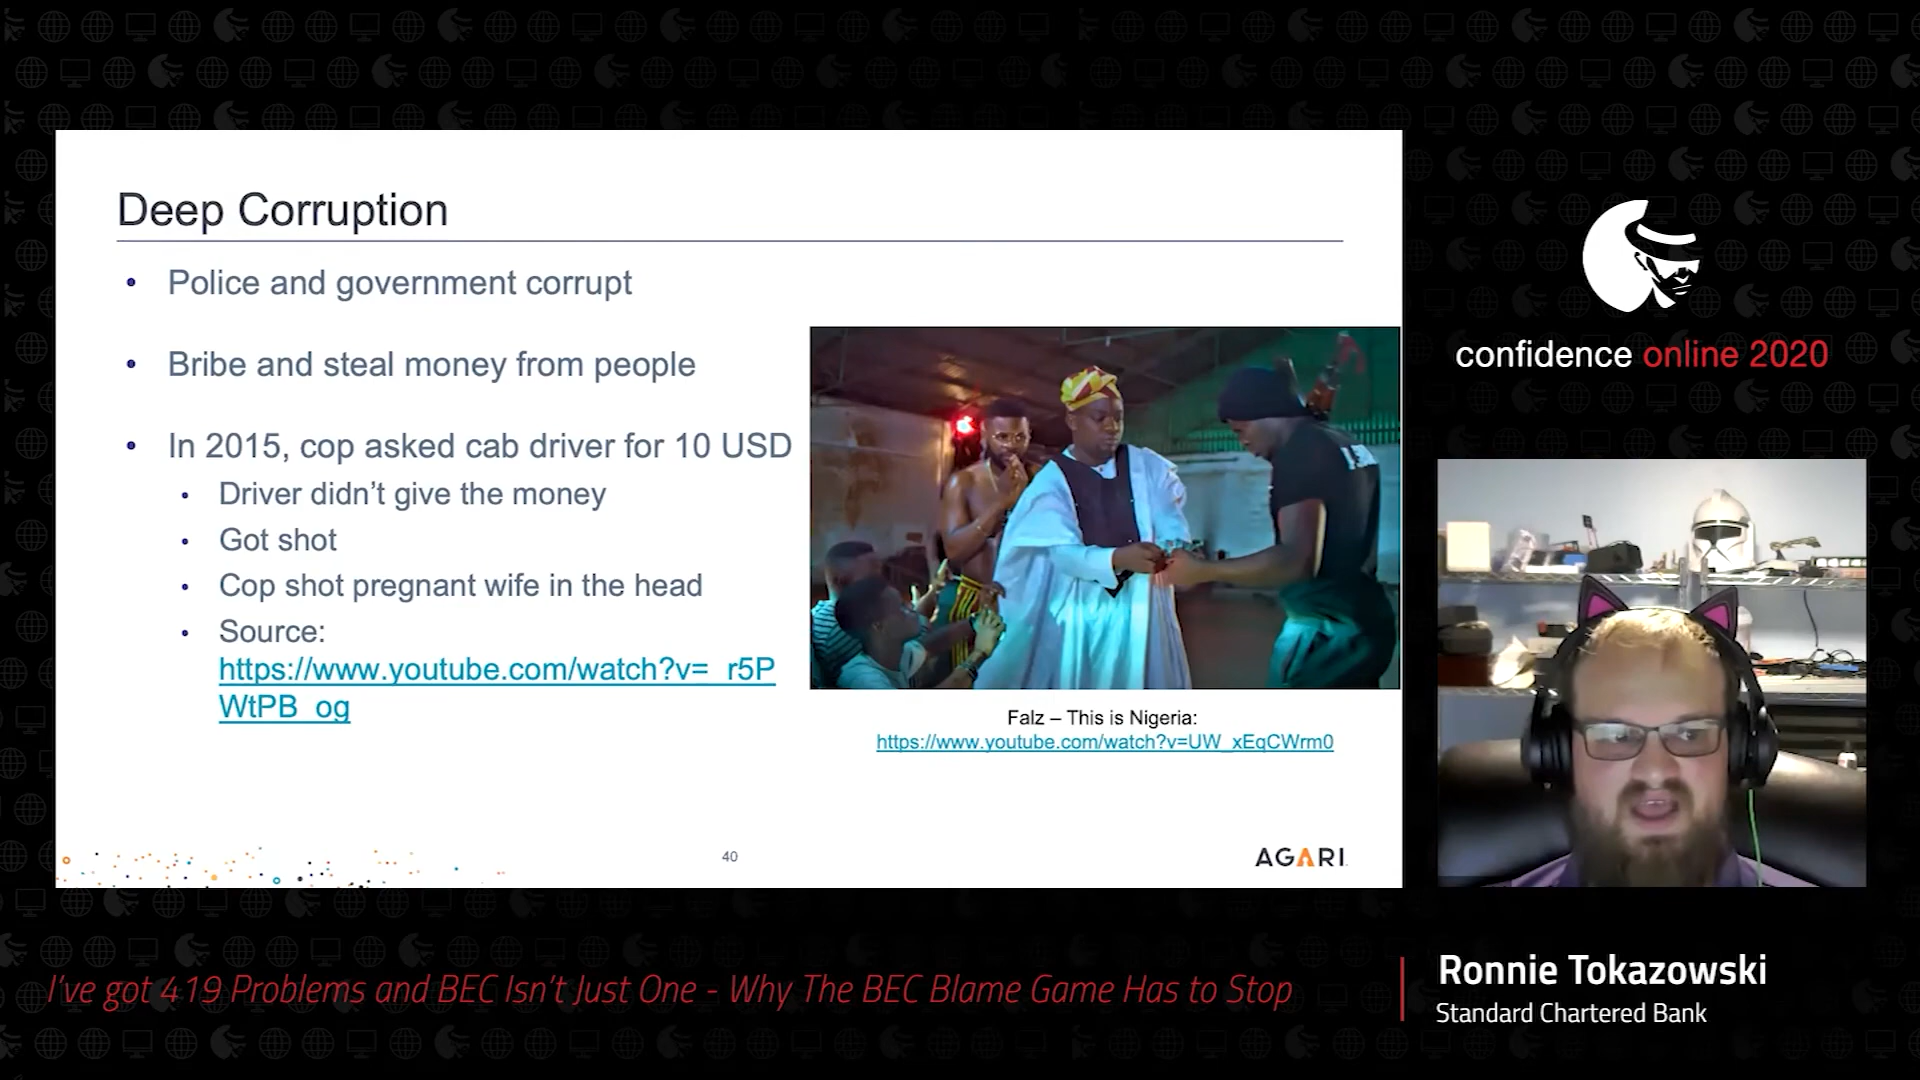 Deep Corruption
• Police and government corrupt
• Bribe and steal money from people
• In 2015, cop asked cab driver for 10 USD
• Driver didn’t give the money
• Got shot
• Cop shot pregnant wife in the head
• Source:
https://www.youtube.com/watch?v=_r5P
WtPB_og
Falz – This is Nigeria:
https://www.youtube.com/watch?v=UW_xEqCWrm0
40
AGARI
confidence online 2020
I've got 419 Problems and BEC Isn't Just One - Why The BEC Blame Game Has to Stop
Ronnie Tokazowski
Standard Chartered Bank